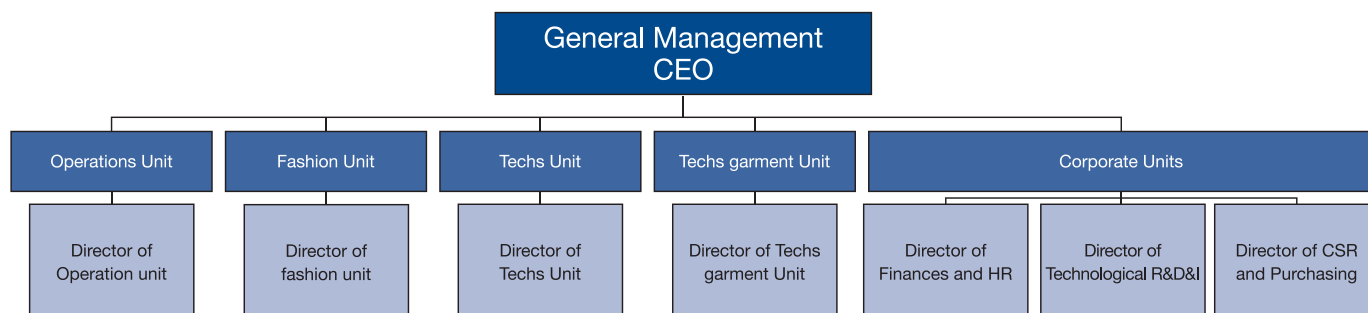 General Management
CEO
Operations Unit
Fashion Unit
Techs Unit
Techs garment Unit
Corporate Units
Director of
Operation unit
Director of
fashion unit
Director of
Techs Unit
Director of Techs
garment Unit
Director of
Finances and HR
Director of
Technological R&D&I
Director of CSR
and Purchasing